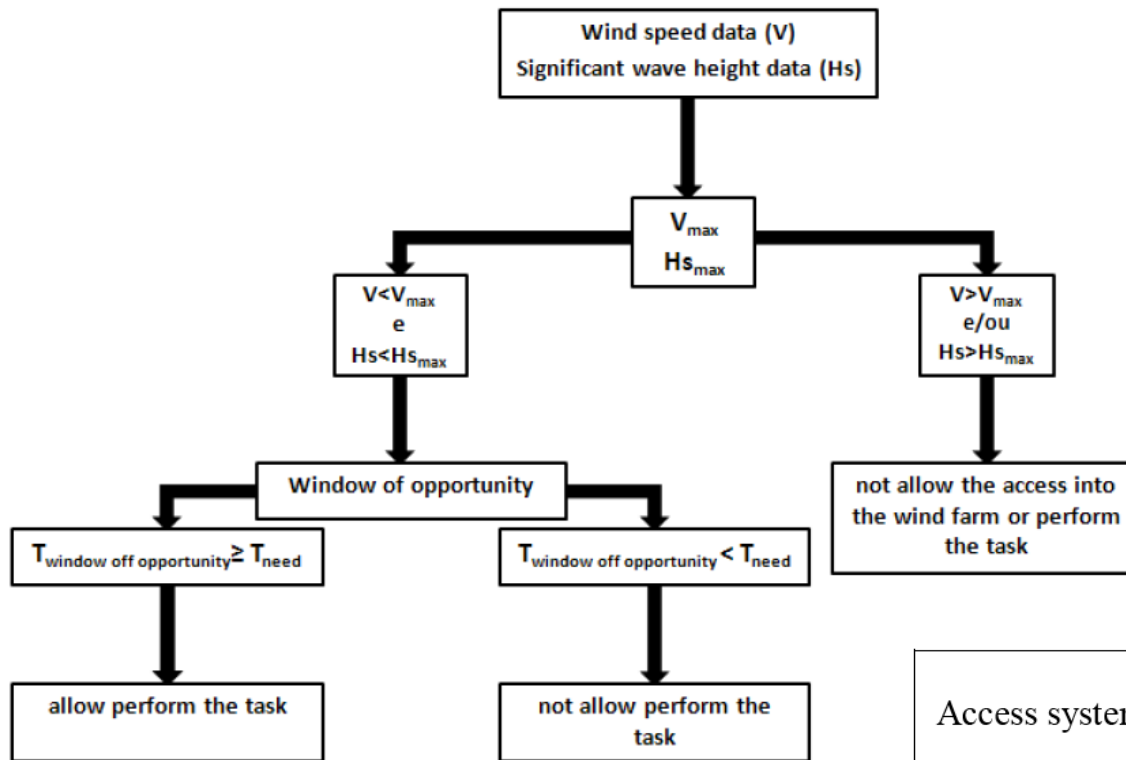 Wind speed data (V)
Significant wave height data (Hs)
Vmax
Hsmax
V<Vmax
e
Hs<Hsmax
V>Vmax
e/ou
Hs>Hsmax
Window of opportunity
not allow the access into
the wind farm or perform
the task
Twindow off opportunity≥ Tneed
Twindow off opportunity< Tneed
allow perform the task
not allow perform the
task
Access system